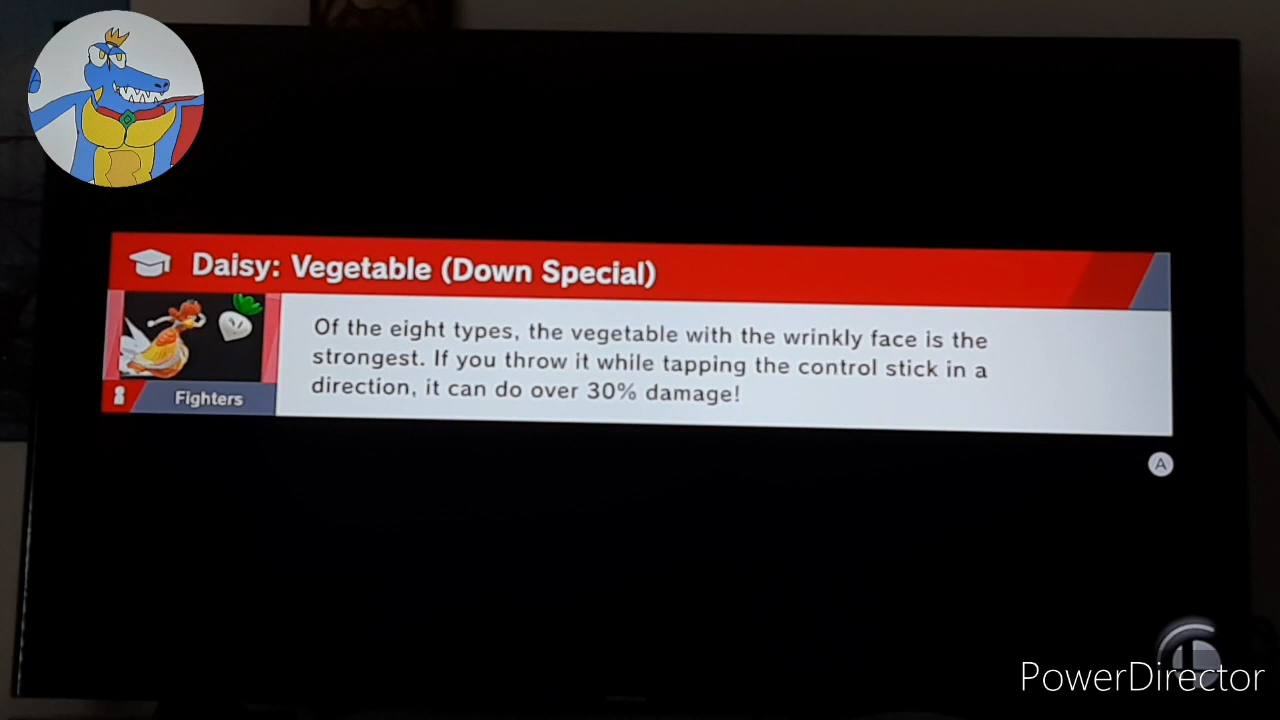 Daisy: Vegetable (Down Special)
Of the eight types, the vegetable with the wrinkly face is the
strongest. If you throw it while tapping the control stick in a
direction, it can do over 30% damage!
Fighters
A
PowerDirector